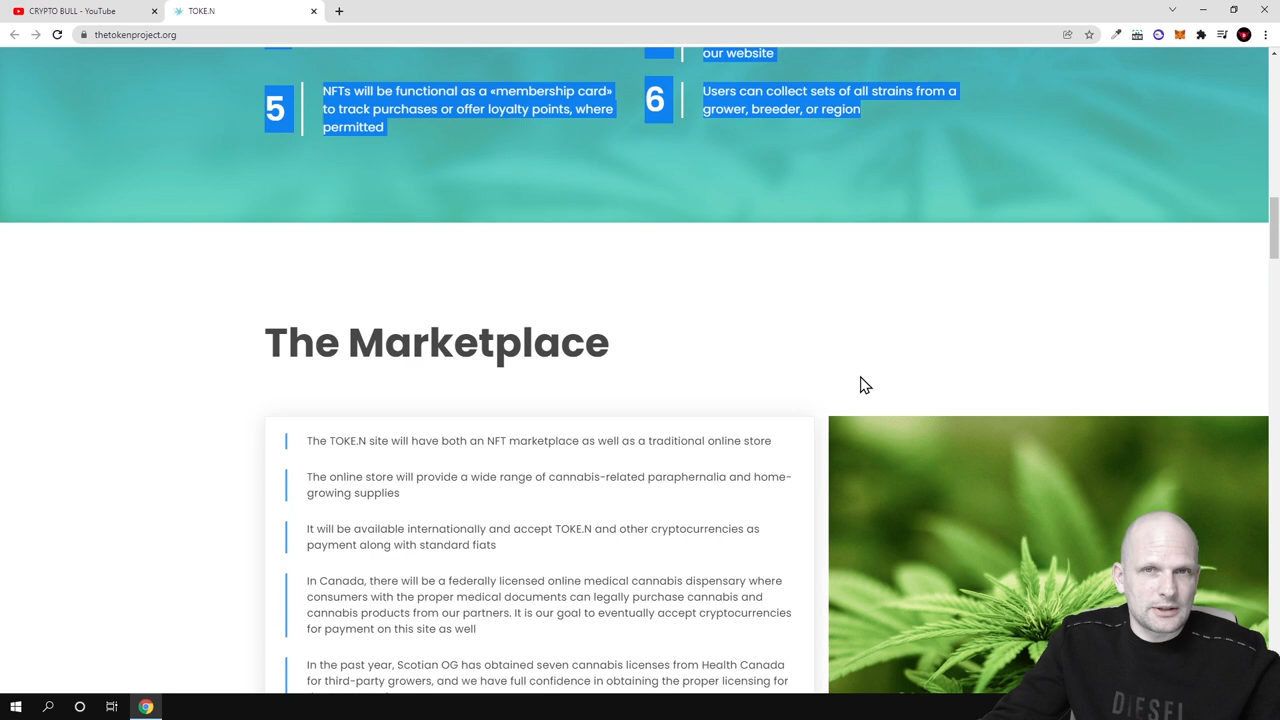 CRYPTO BULL - YouTube
TOKE.N
thetokenproject.org
our website
5
NFTs will be functional as a «membership card»
to track purchases or offer loyalty points, where
permitted
6
Users can collect sets of all strains from a
grower, breeder, or region
The Marketplace
The TOKE.N site will have both an NFT marketplace as well as a traditional online store
The online store will provide a wide range of cannabis-related paraphernalia and home-
growing supplies
It will be available internationally and accept TOKE.N and other cryptocurrencies as
payment along with standard fiats
In Canada, there will be a federally licensed online medical cannabis dispensary where
consumers with the proper medical documents can legally purchase cannabis and
cannabis products from our partners. It is our goal to eventually accept cryptocurrencies
for payment on this site as well
In the past year, Scotian OG has obtained seven cannabis licenses from Health Canada
for third-party growers, and we have full confidence in obtaining the proper licensing for
DIESEL